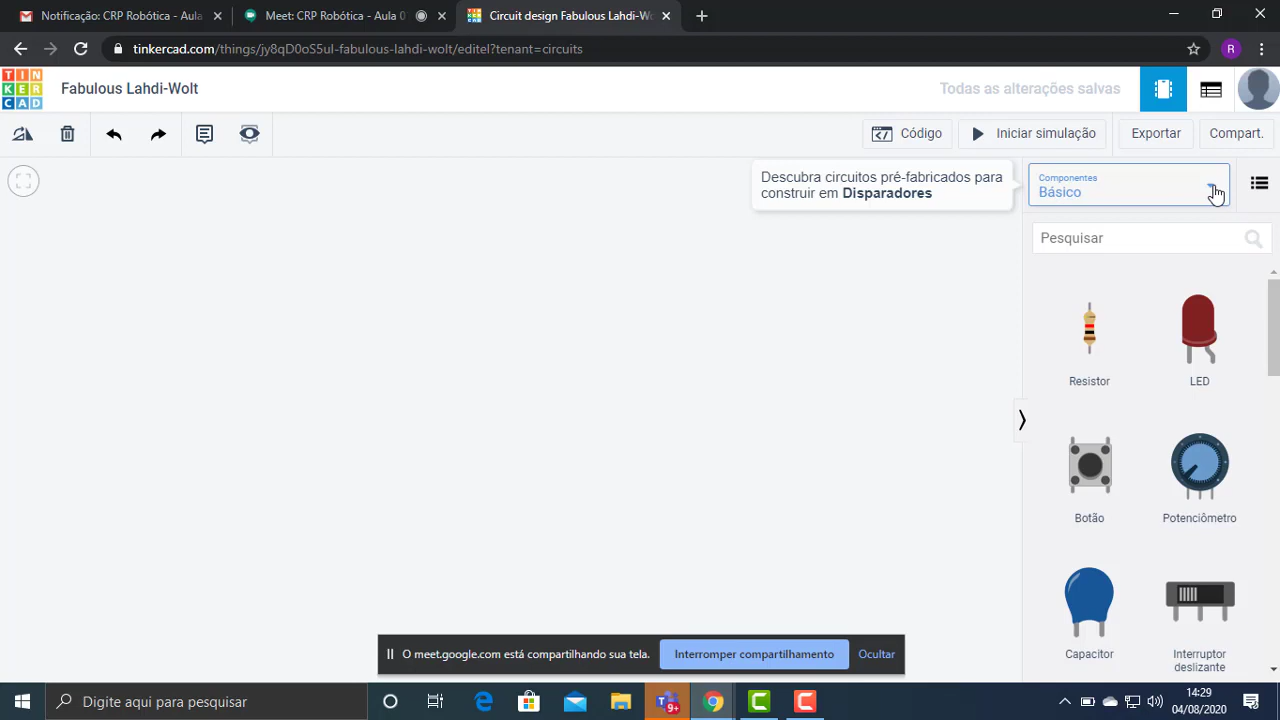 Notificação: CRP Robótica - Aula
Meet: CRP Robótica - Aula 0
Circuit design Fabulous Lahdi-Wo
tinkercad.com/things/jy8qD0oS5ul-fabulous-lahdi-wolt/editel?tenant=circuits
R
TIN
KER
CAD
Fabulous Lahdi-Wolt
Todas as alterações salvas
Código
Iniciar simulação
Exportar
Compart.
Descubra circuitos pré-fabricados para
construir em Disparadores
Componentes
Básico
Pesquisar
Resistor
LED
Botão
Potenciômetro
Capacitor
Interruptor
deslizante
O meet.google.com está compartilhando sua tela.
Interromper compartilhamento
Ocultar
Digite aqui para pesquisar
9+
14:29
04/08/2020